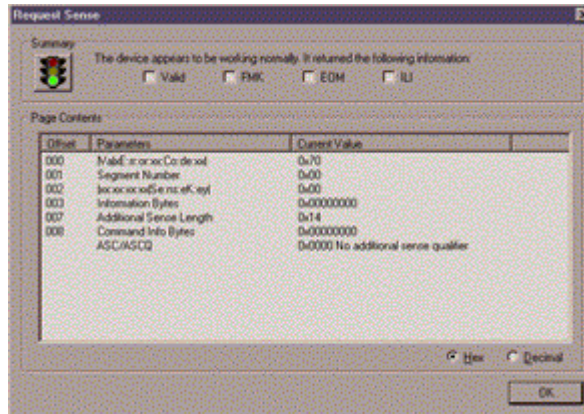 Request Sense
Summary
The device appears to be working normally. It returned the following information:
Valid FMK EOM ILI
Page Contents
Offset Parameters Current Value
000 0x70
001 Segment Number 0x00
002 0x00
003 Information Bytes 0x00000000
007 Additional Sense Length 0x14
008 Command Info Bytes 0x00000000
ASC/ASCQ 0x0000 No additional sense qualifier
Hex Decimal
OK